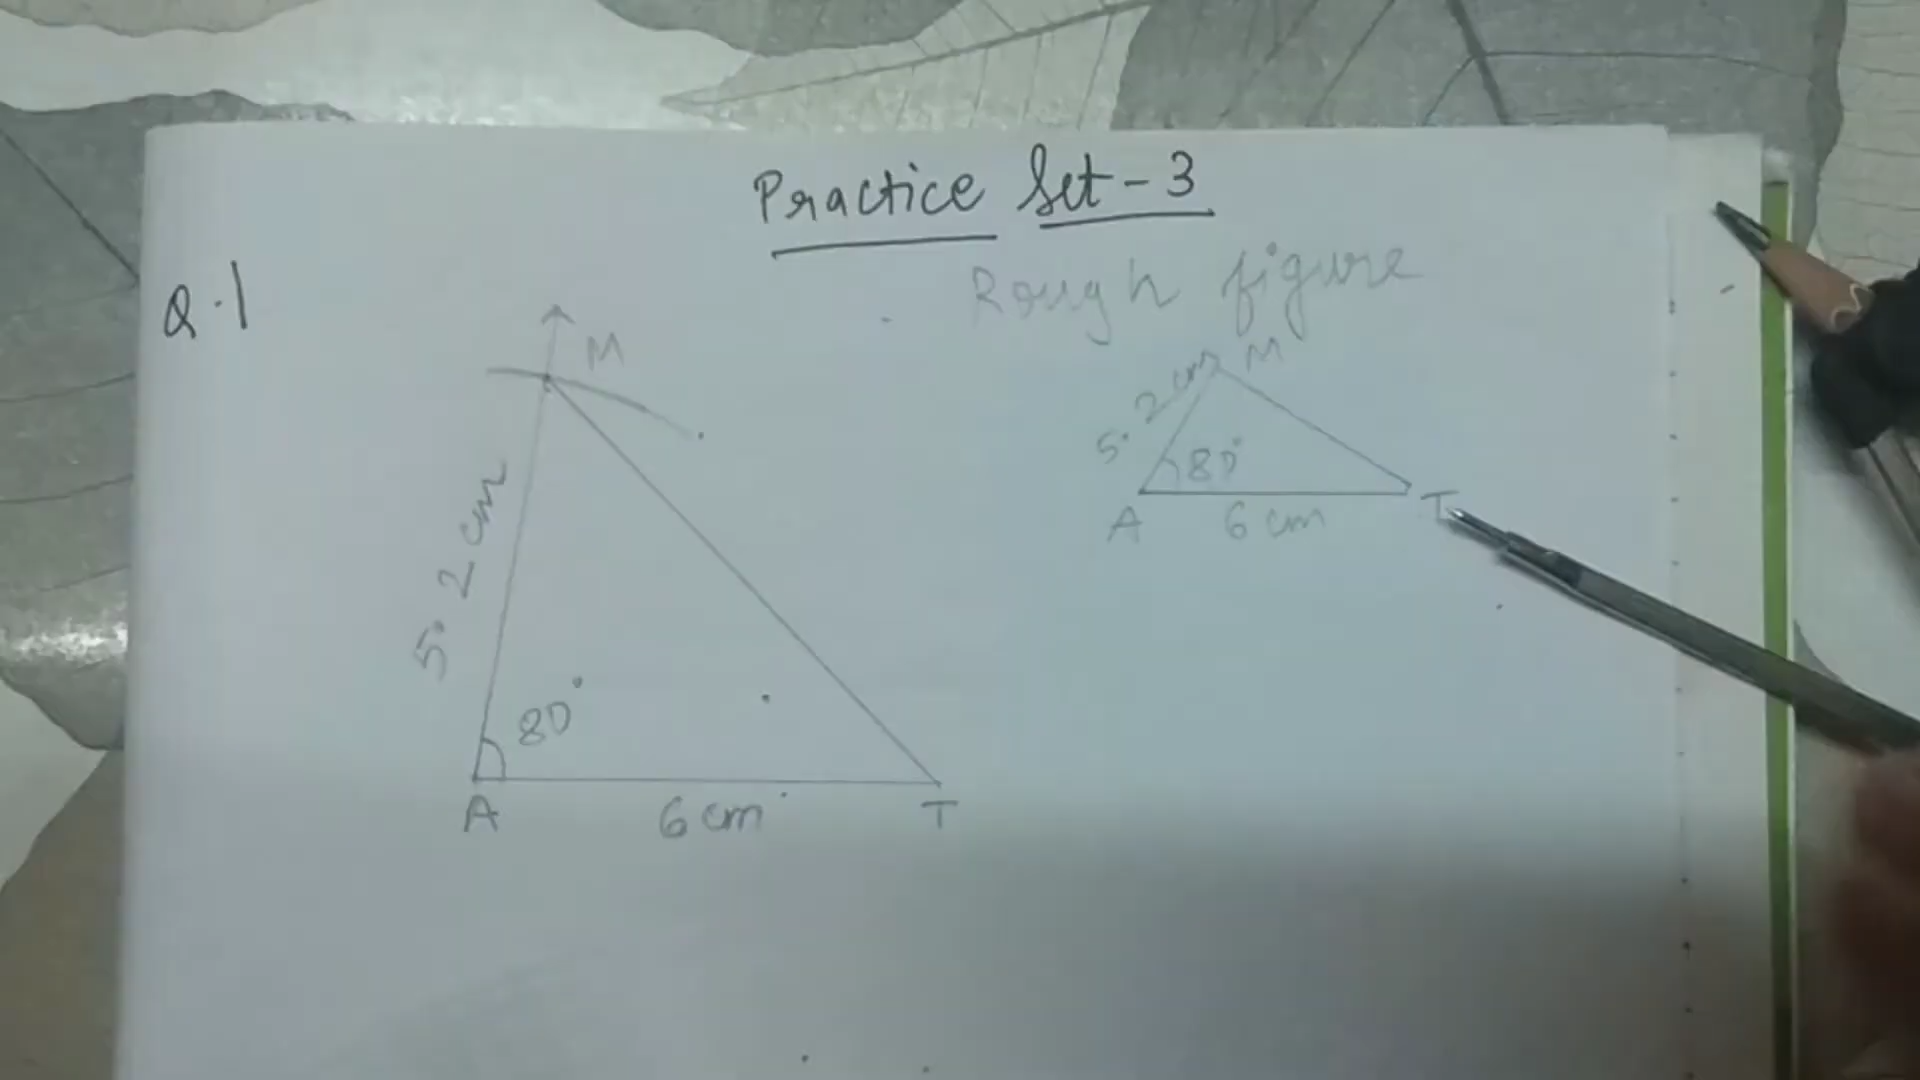 Practice Set - 3
Q.1
Rough figure
M
5.2 cm
80°
A
6 cm
T
M
5.2 cm
80°
A
6 cm
T